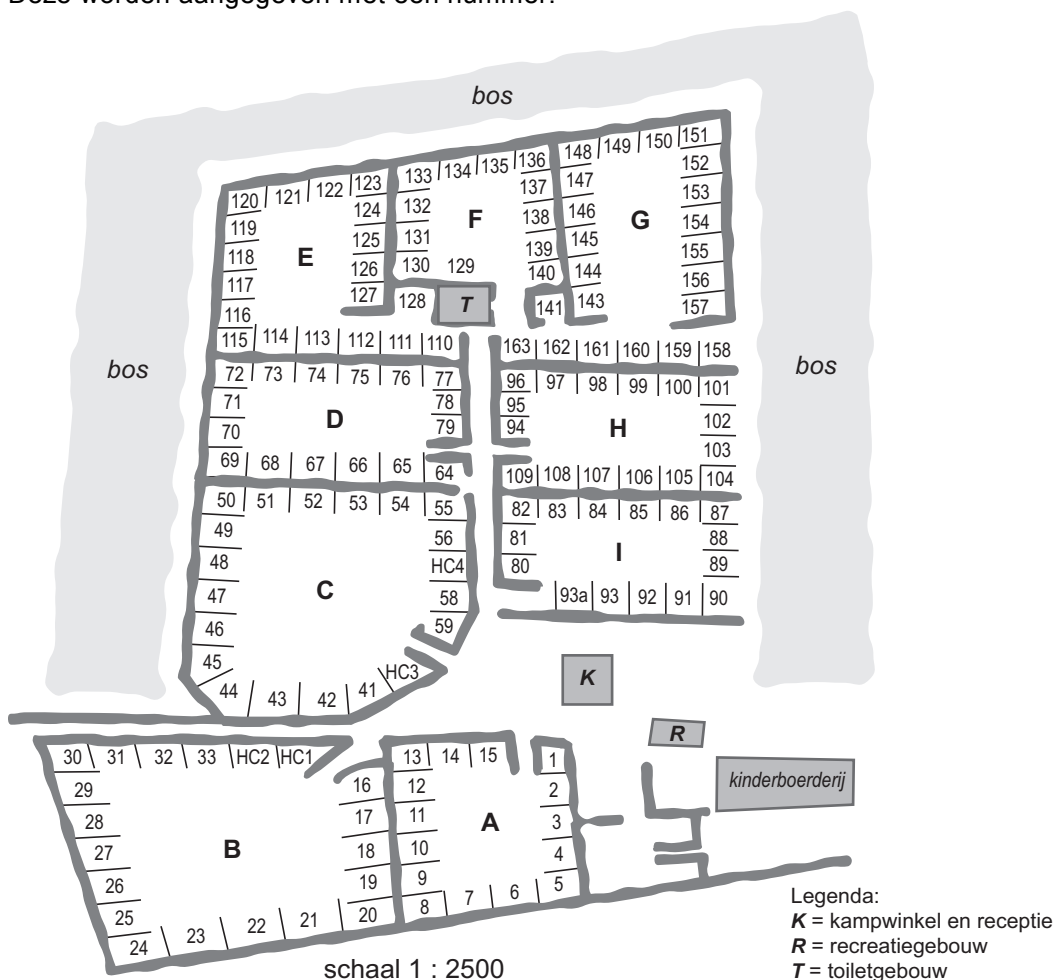 Deze worden aangegeven met een nummer.
bos
151
148 149 150
136
134 135
133
123
122
121
120
152
147
137
132
124
119
153
F
G
146
138
154
131
125
118
E
145
139
155
130 129
126
117
144
140
156
127
128
T
141
143
157
116
115 114 113 112 111 110
163 162 161 160 159 158
bos
bos
72 73 74 75 76 77
96 97 98 99 100 101
71
78
95
102
D
H
70
79
94
103
69 68 67 66 65 64
109 108 107 106 105 104
50 51 52 53 54 55
82 83 84 85 86 87
49
56
81
88
I
48
HC4
80
89
C
47
58
93a 93 92 91 90
46
59
45
HC3
K
44 43 42 41
R
30 31 32 33 HC2 HC1
13 14 15
1
kinderboerderij
29
16
12
2
28
17
11
A
3
B
27
18
10
4
26
19
9
5
25
20
8 7 6
24 23 22 21
Legenda:
K = kampwinkel en receptie
R = recreatiegebouw
T = toiletgebouw
schaal 1 : 2500